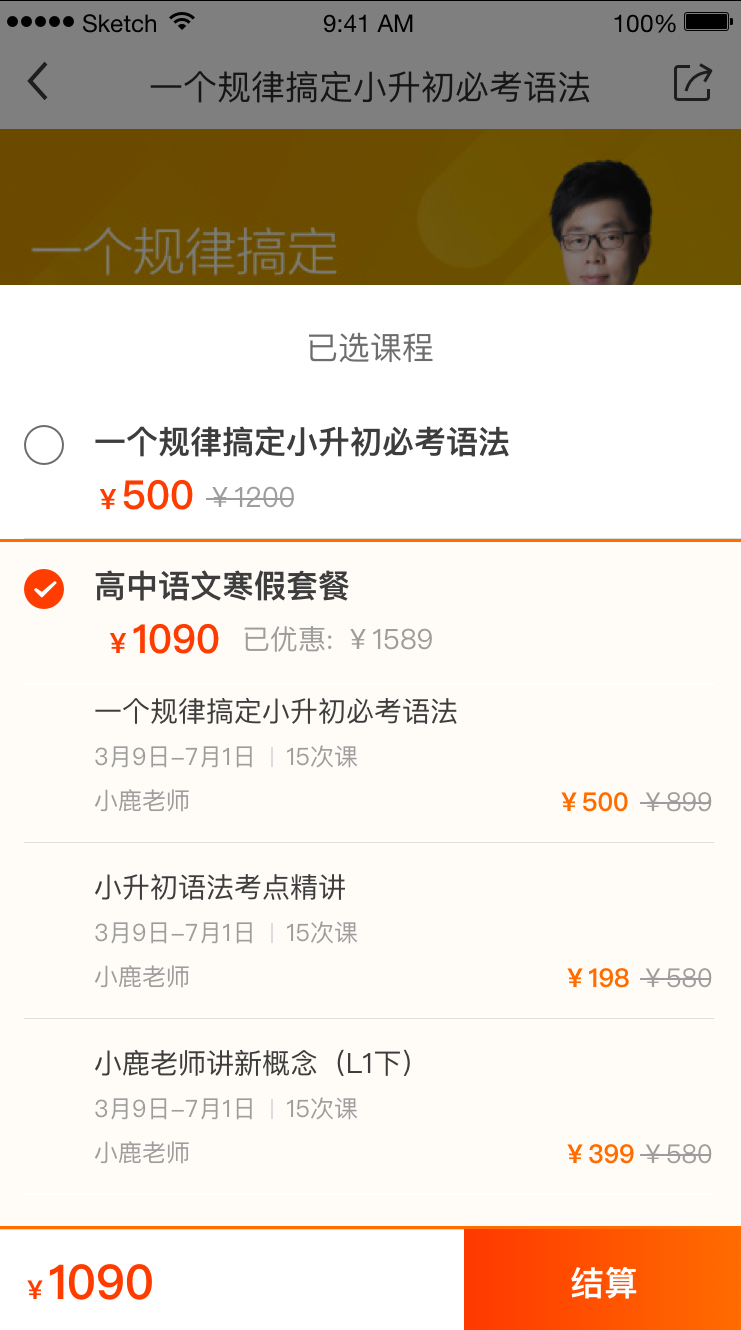 Sketch 9:41 AM 100%
一个规律搞定小升初必考语法
一个规律搞定
已选课程
一个规律搞定小升初必考语法
¥500 ¥1200
高中语文寒假套餐
¥1090 已优惠: ¥1589
一个规律搞定小升初必考语法
3月9日–7月1日 | 15次课
小鹿老师 ¥500 ¥899
小升初语法考点精讲
3月9日–7月1日 | 15次课
小鹿老师 ¥198 ¥580
小鹿老师讲新概念（L1下）
3月9日–7月1日 | 15次课
小鹿老师 ¥399 ¥580
¥1090 结算